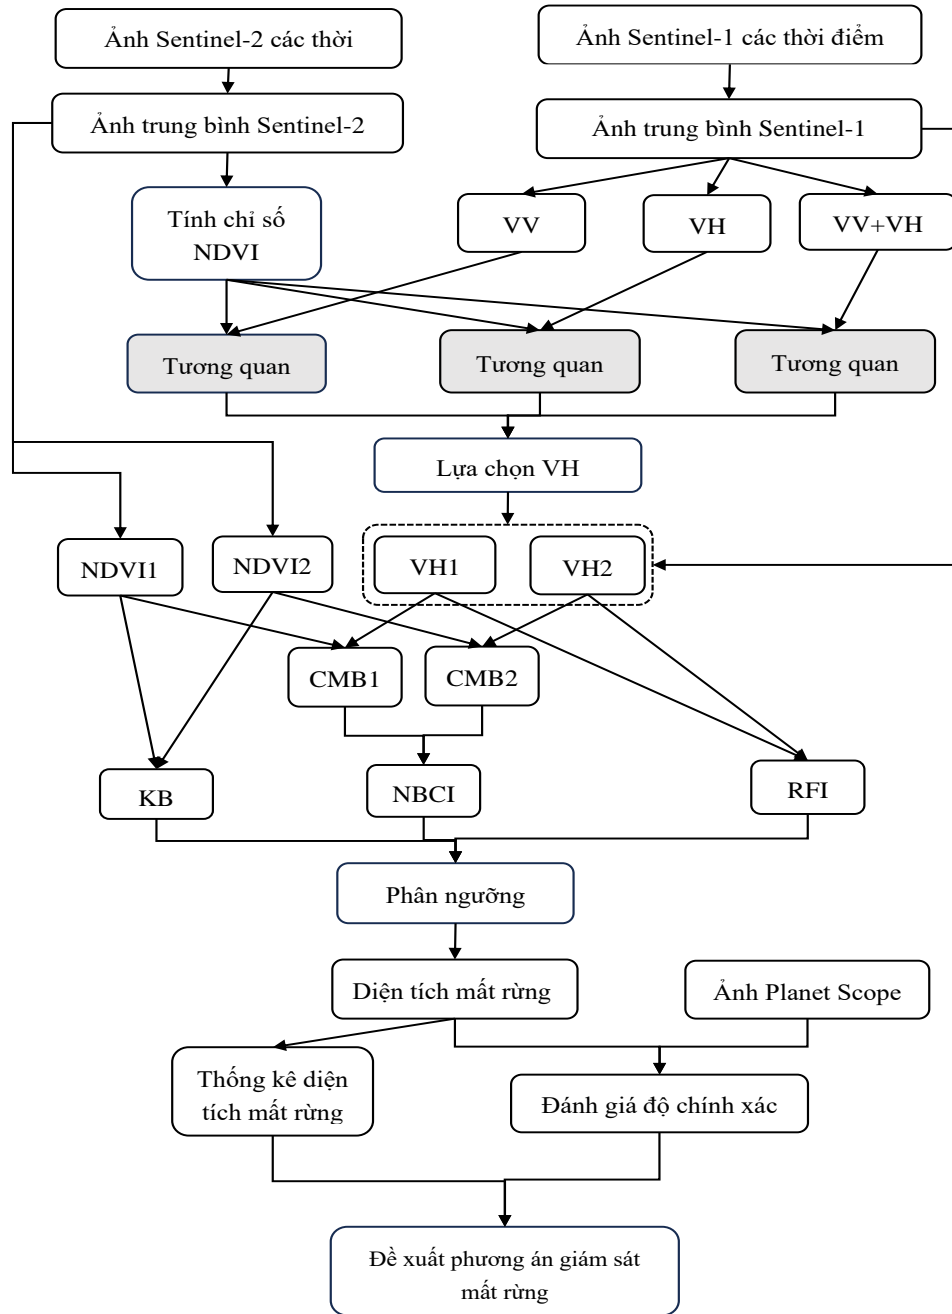 Ảnh Sentinel-2 các thời
Ảnh Sentinel-1 các thời điểm
Ảnh trung bình Sentinel-2
Ảnh trung bình Sentinel-1
Tính chỉ số
NDVI
VV
VH
VV+VH
Tương quan
Tương quan
Tương quan
Lựa chọn VH
NDVI1
NDVI2
VH1
VH2
CMB1
CMB2
KB
NBCI
RFI
Phân ngưỡng
Diện tích mất rừng
Ảnh Planet Scope
Thống kê diện
tích mất rừng
Đánh giá độ chính xác
Đề xuất phương án giám sát
mất rừng